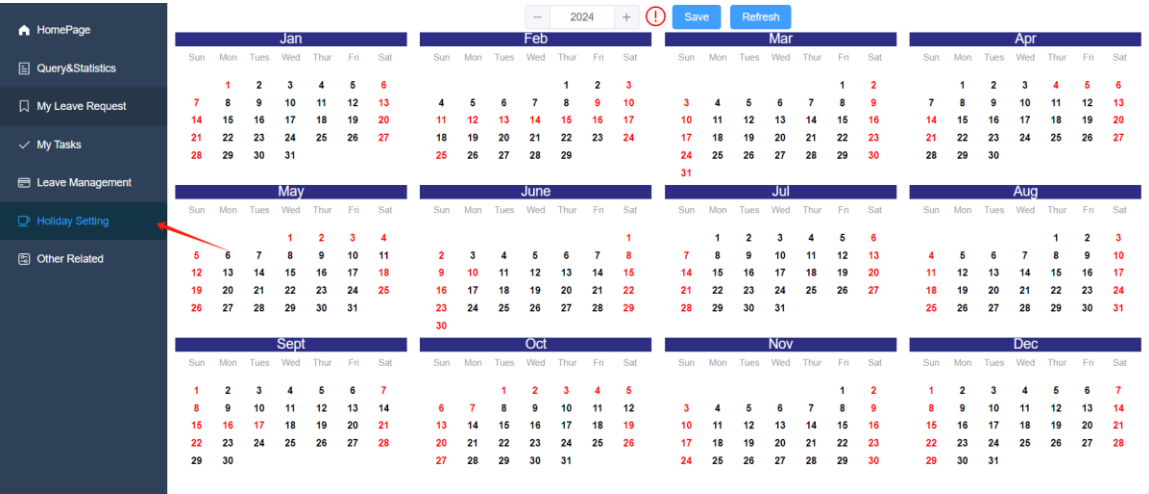 HomePage
Query&Statistics
My Leave Request
My Tasks
Leave Management
Holiday Setting
Other Related
− 2024 + ! Save Refresh
Jan Feb Mar Apr
Sun Mon Tues Wed Thur Fri Sat Sun Mon Tues Wed Thur Fri Sat Sun Mon Tues Wed Thur Fri Sat Sun Mon Tues Wed Thur Fri Sat
1 2 3 4 5 6 1 2 3 1 2 1 2 3 4 5 6
7 8 9 10 11 12 13 4 5 6 7 8 9 10 3 4 5 6 7 8 9 7 8 9 10 11 12 13
14 15 16 17 18 19 20 11 12 13 14 15 16 17 10 11 12 13 14 15 16 14 15 16 17 18 19 20
21 22 23 24 25 26 27 18 19 20 21 22 23 24 17 18 19 20 21 22 23 21 22 23 24 25 26 27
28 29 30 31 25 26 27 28 29 24 25 26 27 28 29 30 28 29 30
31
May June Jul Aug
Sun Mon Tues Wed Thur Fri Sat Sun Mon Tues Wed Thur Fri Sat Sun Mon Tues Wed Thur Fri Sat Sun Mon Tues Wed Thur Fri Sat
1 2 3 4 1 1 2 3 4 5 6 1 2 3
5 6 7 8 9 10 11 2 3 4 5 6 7 8 7 8 9 10 11 12 13 4 5 6 7 8 9 10
12 13 14 15 16 17 18 9 10 11 12 13 14 15 14 15 16 17 18 19 20 11 12 13 14 15 16 17
19 20 21 22 23 24 25 16 17 18 19 20 21 22 21 22 23 24 25 26 27 18 19 20 21 22 23 24
26 27 28 29 30 31 23 24 25 26 27 28 29 28 29 30 31 25 26 27 28 29 30 31
30
Sept Oct Nov Dec
Sun Mon Tues Wed Thur Fri Sat Sun Mon Tues Wed Thur Fri Sat Sun Mon Tues Wed Thur Fri Sat Sun Mon Tues Wed Thur Fri Sat
1 2 3 4 5 6 7 1 2 3 4 5 1 2 1 2 3 4 5 6 7
8 9 10 11 12 13 14 6 7 8 9 10 11 12 3 4 5 6 7 8 9 8 9 10 11 12 13 14
15 16 17 18 19 20 21 13 14 15 16 17 18 19 10 11 12 13 14 15 16 15 16 17 18 19 20 21
22 23 24 25 26 27 28 20 21 22 23 24 25 26 17 18 19 20 21 22 23 22 23 24 25 26 27 28
29 30 27 28 29 30 31 24 25 26 27 28 29 30 29 30 31